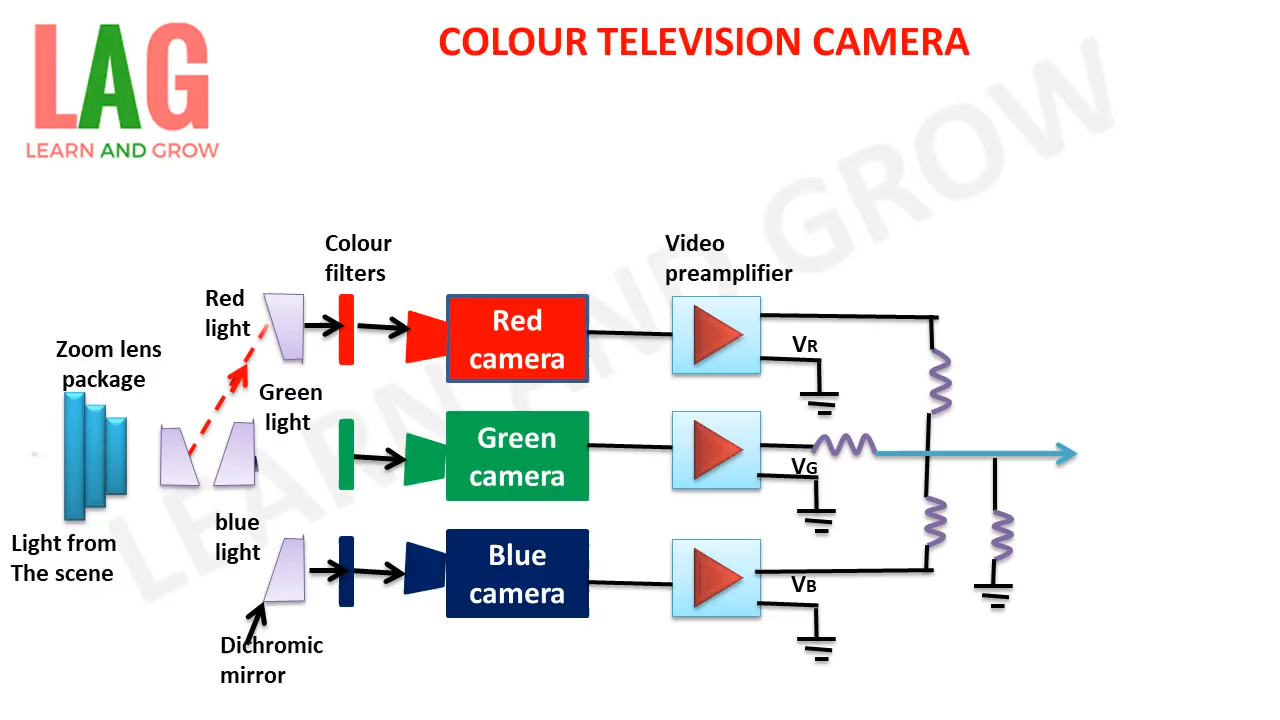 LAG
LEARN AND GROW
COLOUR TELEVISION CAMERA
LEARN AND GROW
Colour
filters
Video
preamplifier
Red
light
Red
camera
VR
Zoom lens
package
Green
light
Green
camera
VG
Light from
The scene
blue
light
Blue
camera
VB
Dichromic
mirror